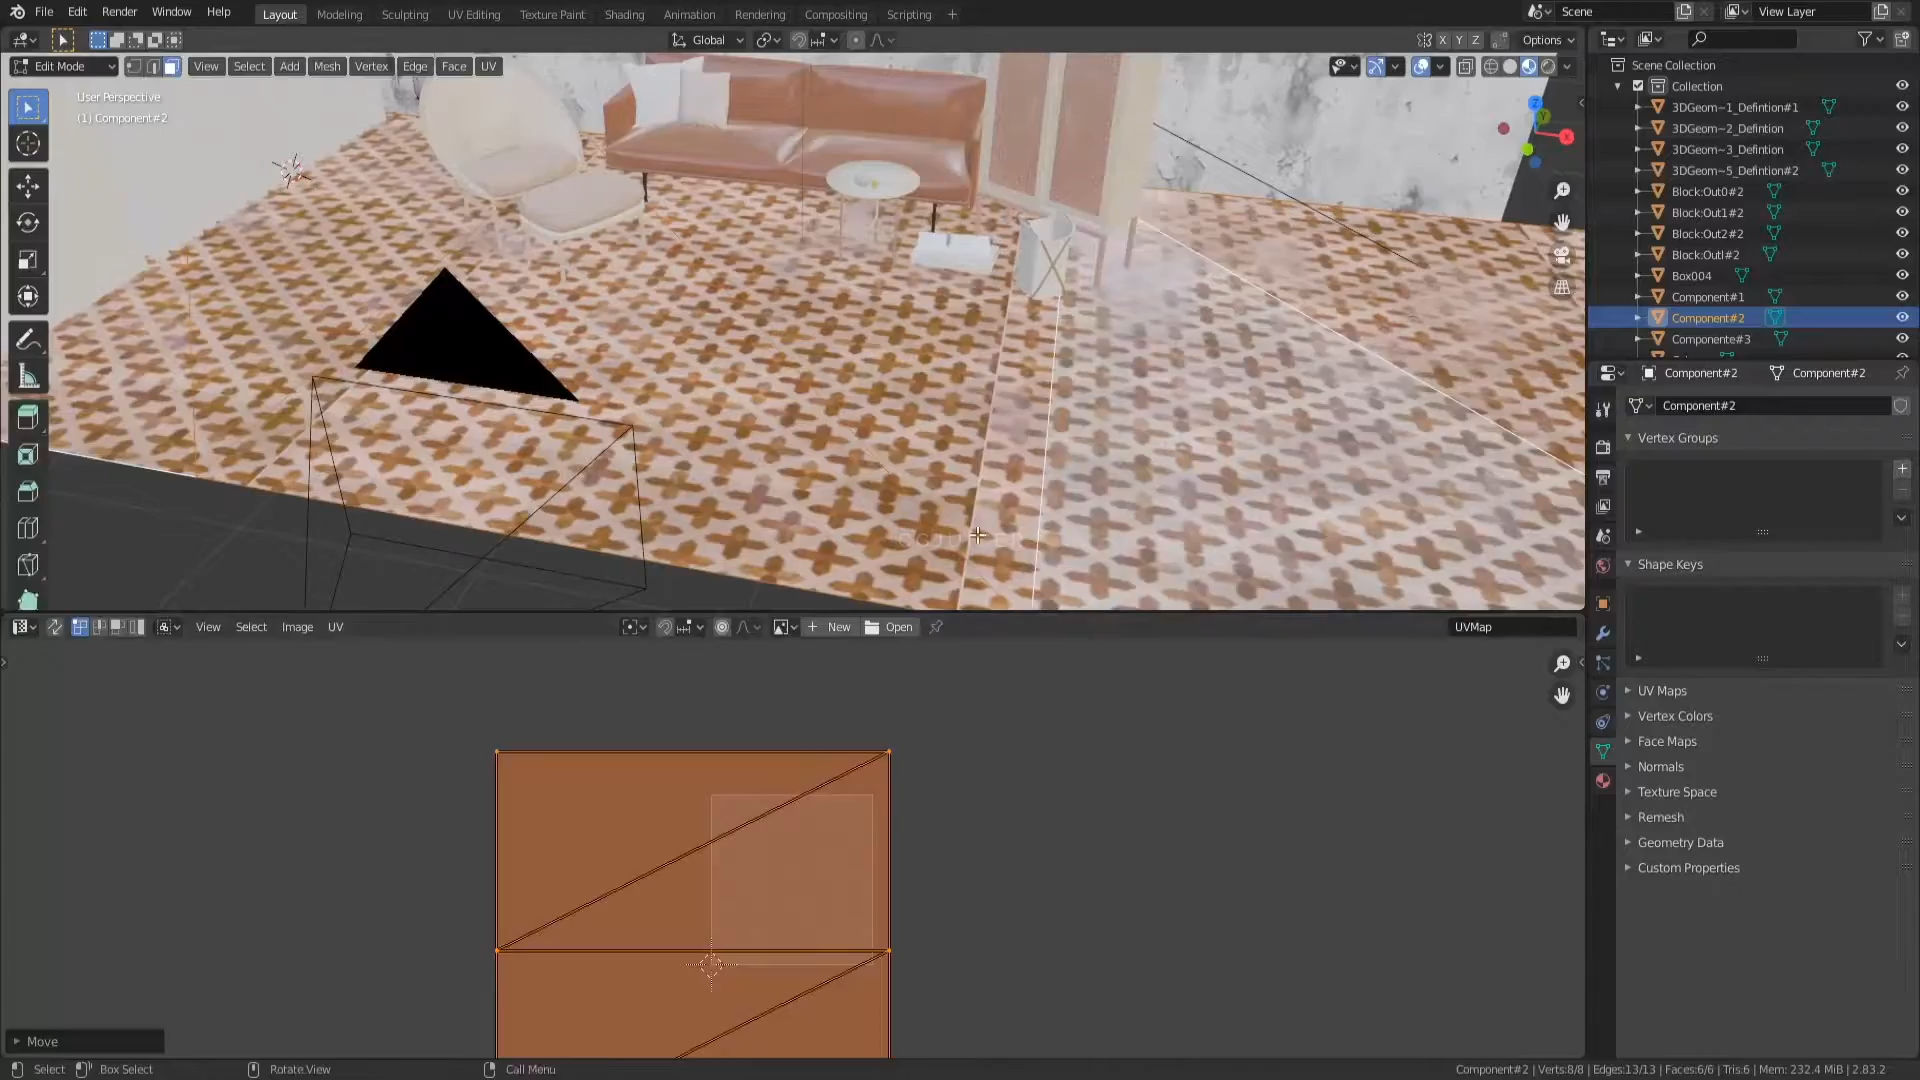 File Edit Render Window Help Layout Modeling Sculpting UV Editing Texture Paint Shading Animation Rendering Compositing Scripting + Scene View Layer
Global X Y Z Options
Edit Mode View Select Add Mesh Vertex Edge Face UV
User Perspective
(1) Component#2
Scene Collection
Collection
3DGeom~1_Defintion#1
3DGeom~2_Defintion
3DGeom~3_Defintion
3DGeom~5_Defintion#2
Block:Out0#2
Block:Out1#2
Block:Out2#2
Block:OutI#2
Box004
Component#1
Component#2
Componente#3
Component#2 Component#2
Component#2
Vertex Groups
Shape Keys
UV Maps
Vertex Colors
Face Maps
Normals
Texture Space
Remesh
Geometry Data
Custom Properties
View Select Image UV New Open UVMap
Move
Select Box Select Rotate View Call Menu Component#2 | Verts:8/8 | Edges:13/13 | Faces:6/6 | Tris:6 | Mem: 232.4 MiB | 2.83.2